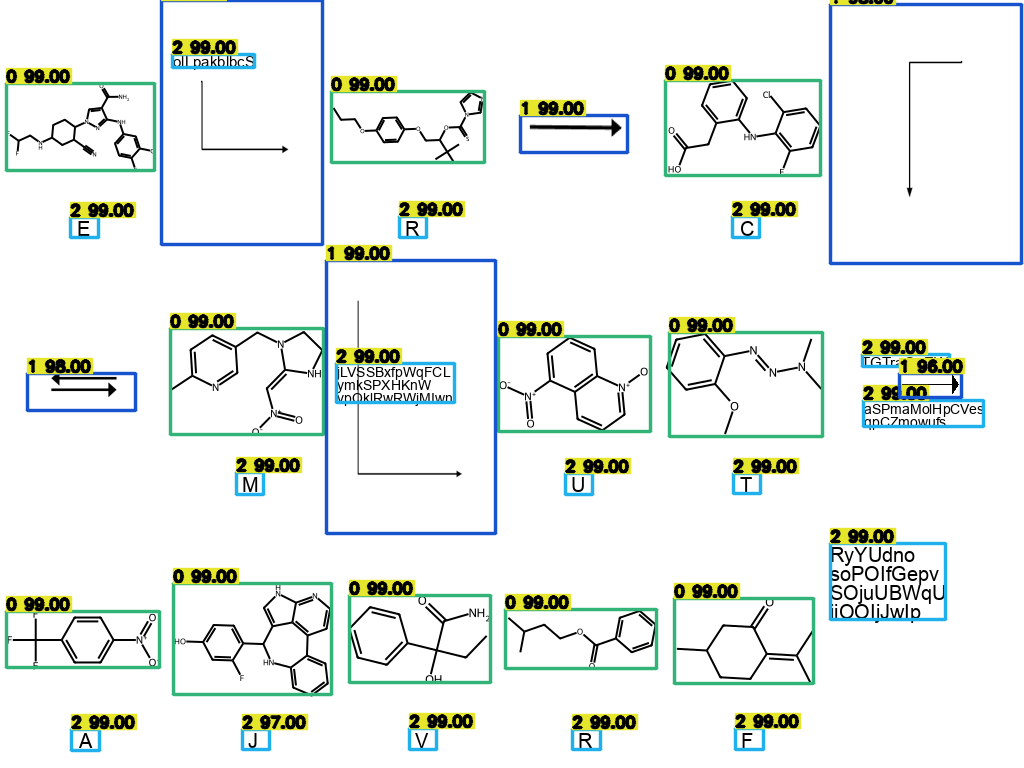 2 99.00
oIL pakbIbcS
0 99.00
0 99.00
1 99.00
0 99.00
NH₂
NH
HN
F
O
O
S
N
Cl
HN
O
HO
F
2 99.00
E
2 99.00
R
2 99.00
C
1 99.00
1 98.00
0 99.00
N
NH
N
N⁺
O
2 99.00
jLVSSBxfpWqFCL
ymkSPXHKnW
0 99.00
O⁻
N⁺
O
N⁺
O
0 99.00
N
N
N
O
2 99.00
1 96.00
2 99.00
aSPmaMolHpCVes
qpCZmowufs
2 99.00
M
2 99.00
U
2 99.00
T
2 99.00
RyYUdno
soPOIfGepv
SOjuUBWqU
iiOOIjJwIp
0 99.00
F
F
F
N⁺
O
O
0 99.00
HO
F
HN
N
0 99.00
O
NH₂
OH
0 99.00
O
O
0 99.00
O
2 99.00
A
2 97.00
J
2 99.00
V
2 99.00
R
2 99.00
F